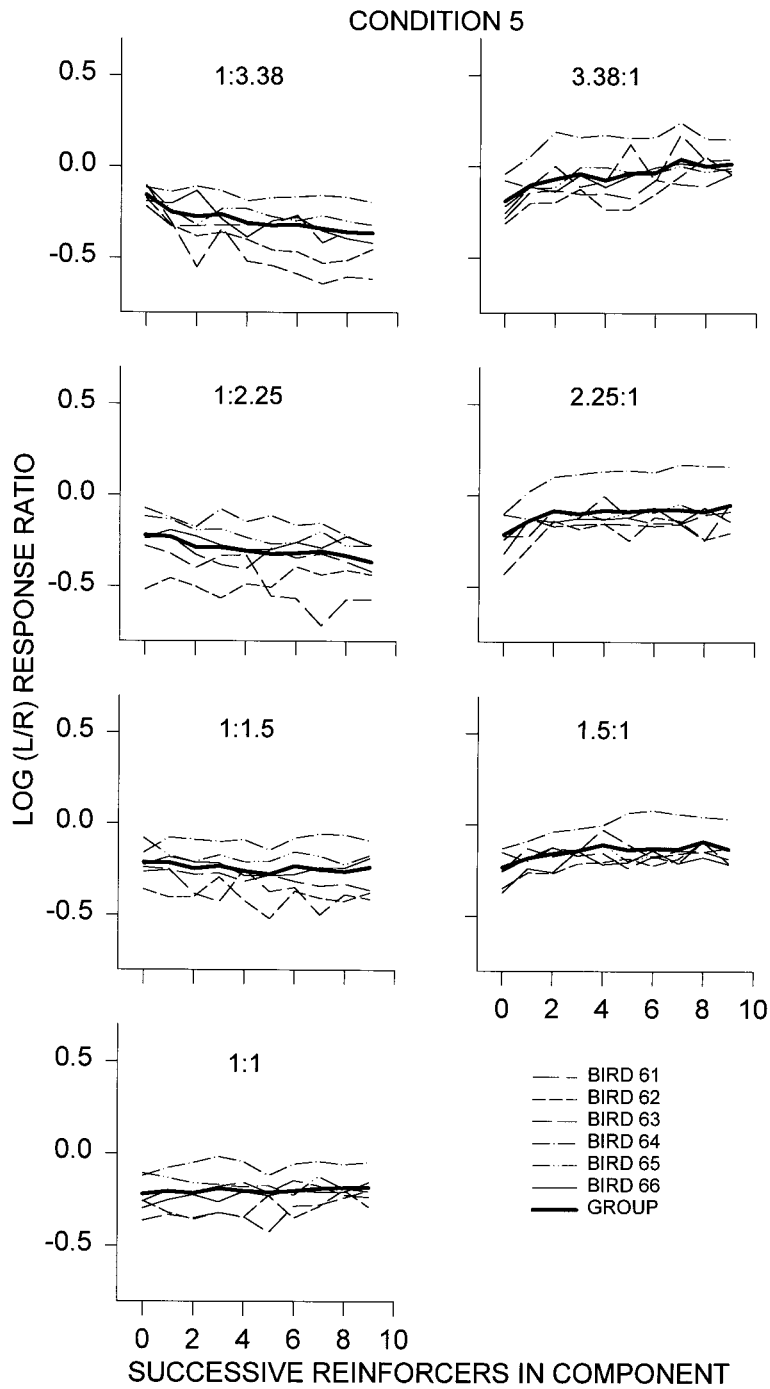 CONDITION 5
1:3.38
0.5
0.0
-0.5
3.38:1
1:2.25
0.5
0.0
-0.5
2.25:1
LOG (L/R) RESPONSE RATIO
1:1.5
0.5
0.0
-0.5
1.5:1
0 2 4 6 8 10
1:1
0.5
0.0
-0.5
0 2 4 6 8 10
BIRD 61
BIRD 62
BIRD 63
BIRD 64
BIRD 65
BIRD 66
GROUP
SUCCESSIVE REINFORCERS IN COMPONENT